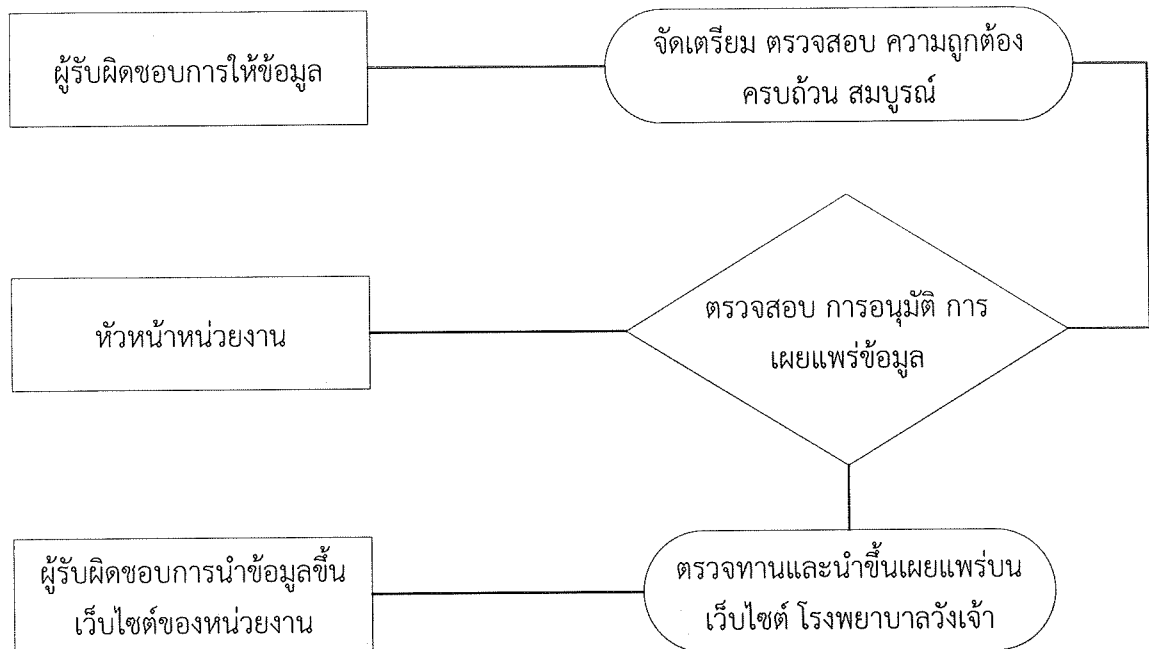 ผู้รับผิดชอบการให้ข้อมูล
จัดเตรียม ตรวจสอบ ความถูกต้อง
ครบถ้วน สมบูรณ์
หัวหน้าหน่วยงาน
ตรวจสอบ การอนุมัติ การ
เผยแพร่ข้อมูล
ผู้รับผิดชอบการนำข้อมูลขึ้น
เว็บไซต์ของหน่วยงาน
ตรวจทานและนำขึ้นเผยแพร่บน
เว็บไซต์ โรงพยาบาลวังเจ้า